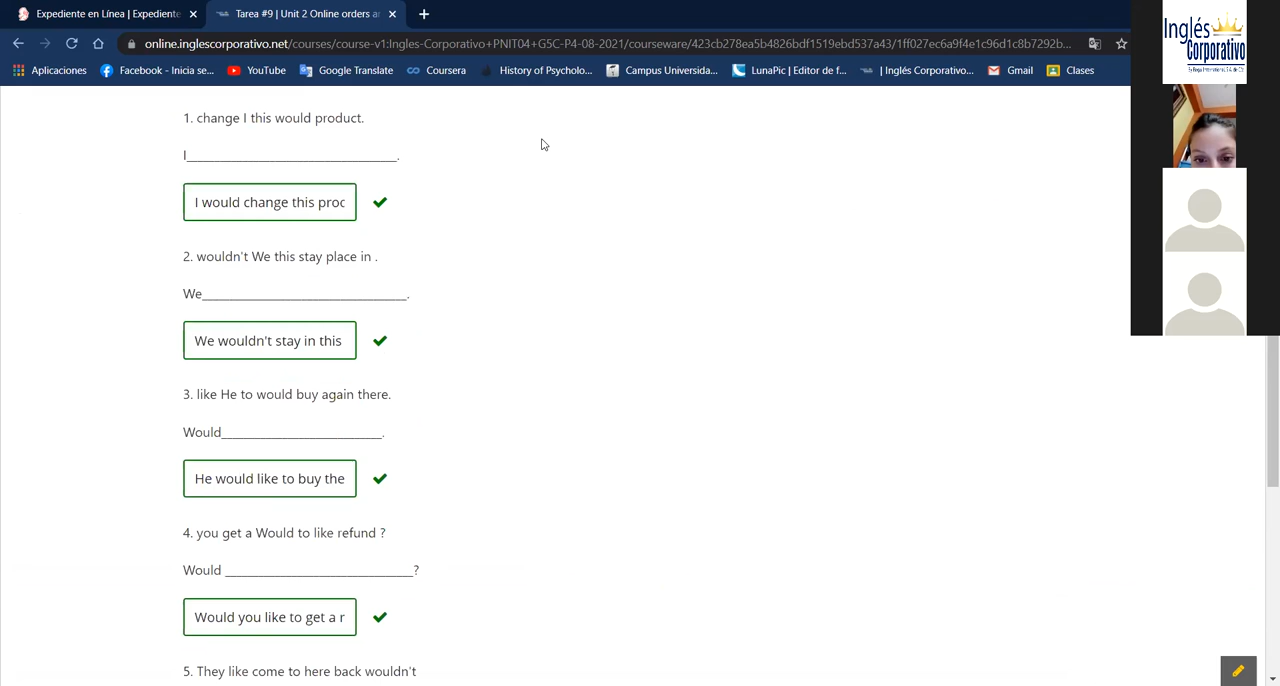 Expediente en Línea | Expediente
Tarea #9 | Unit 2 Online orders ar
online.inglescorporativo.net/courses/course-v1:Ingles-Corporativo+PNIT04+G5C-P4-08-2021/courseware/423cb278ea5b4826bdf1519ebd537a43/1ff027ec6a9f4e1c96d1c8b7292b...
Aplicaciones
Facebook - Inicia se...
YouTube
Google Translate
Coursera
History of Psycholo...
Campus Universida...
LunaPic | Editor de f...
| Inglés Corporativo...
Gmail
Clases
Inglés
Corporativo
1. change I this would product.
I___________________________________.
I would change this proc
2. wouldn't We this stay place in .
We__________________________________.
We wouldn't stay in this
3. like He to would buy again there.
Would___________________________.
He would like to buy the
4. you get a Would to like refund ?
Would _______________________________?
Would you like to get a r
5. They like come to here back wouldn't